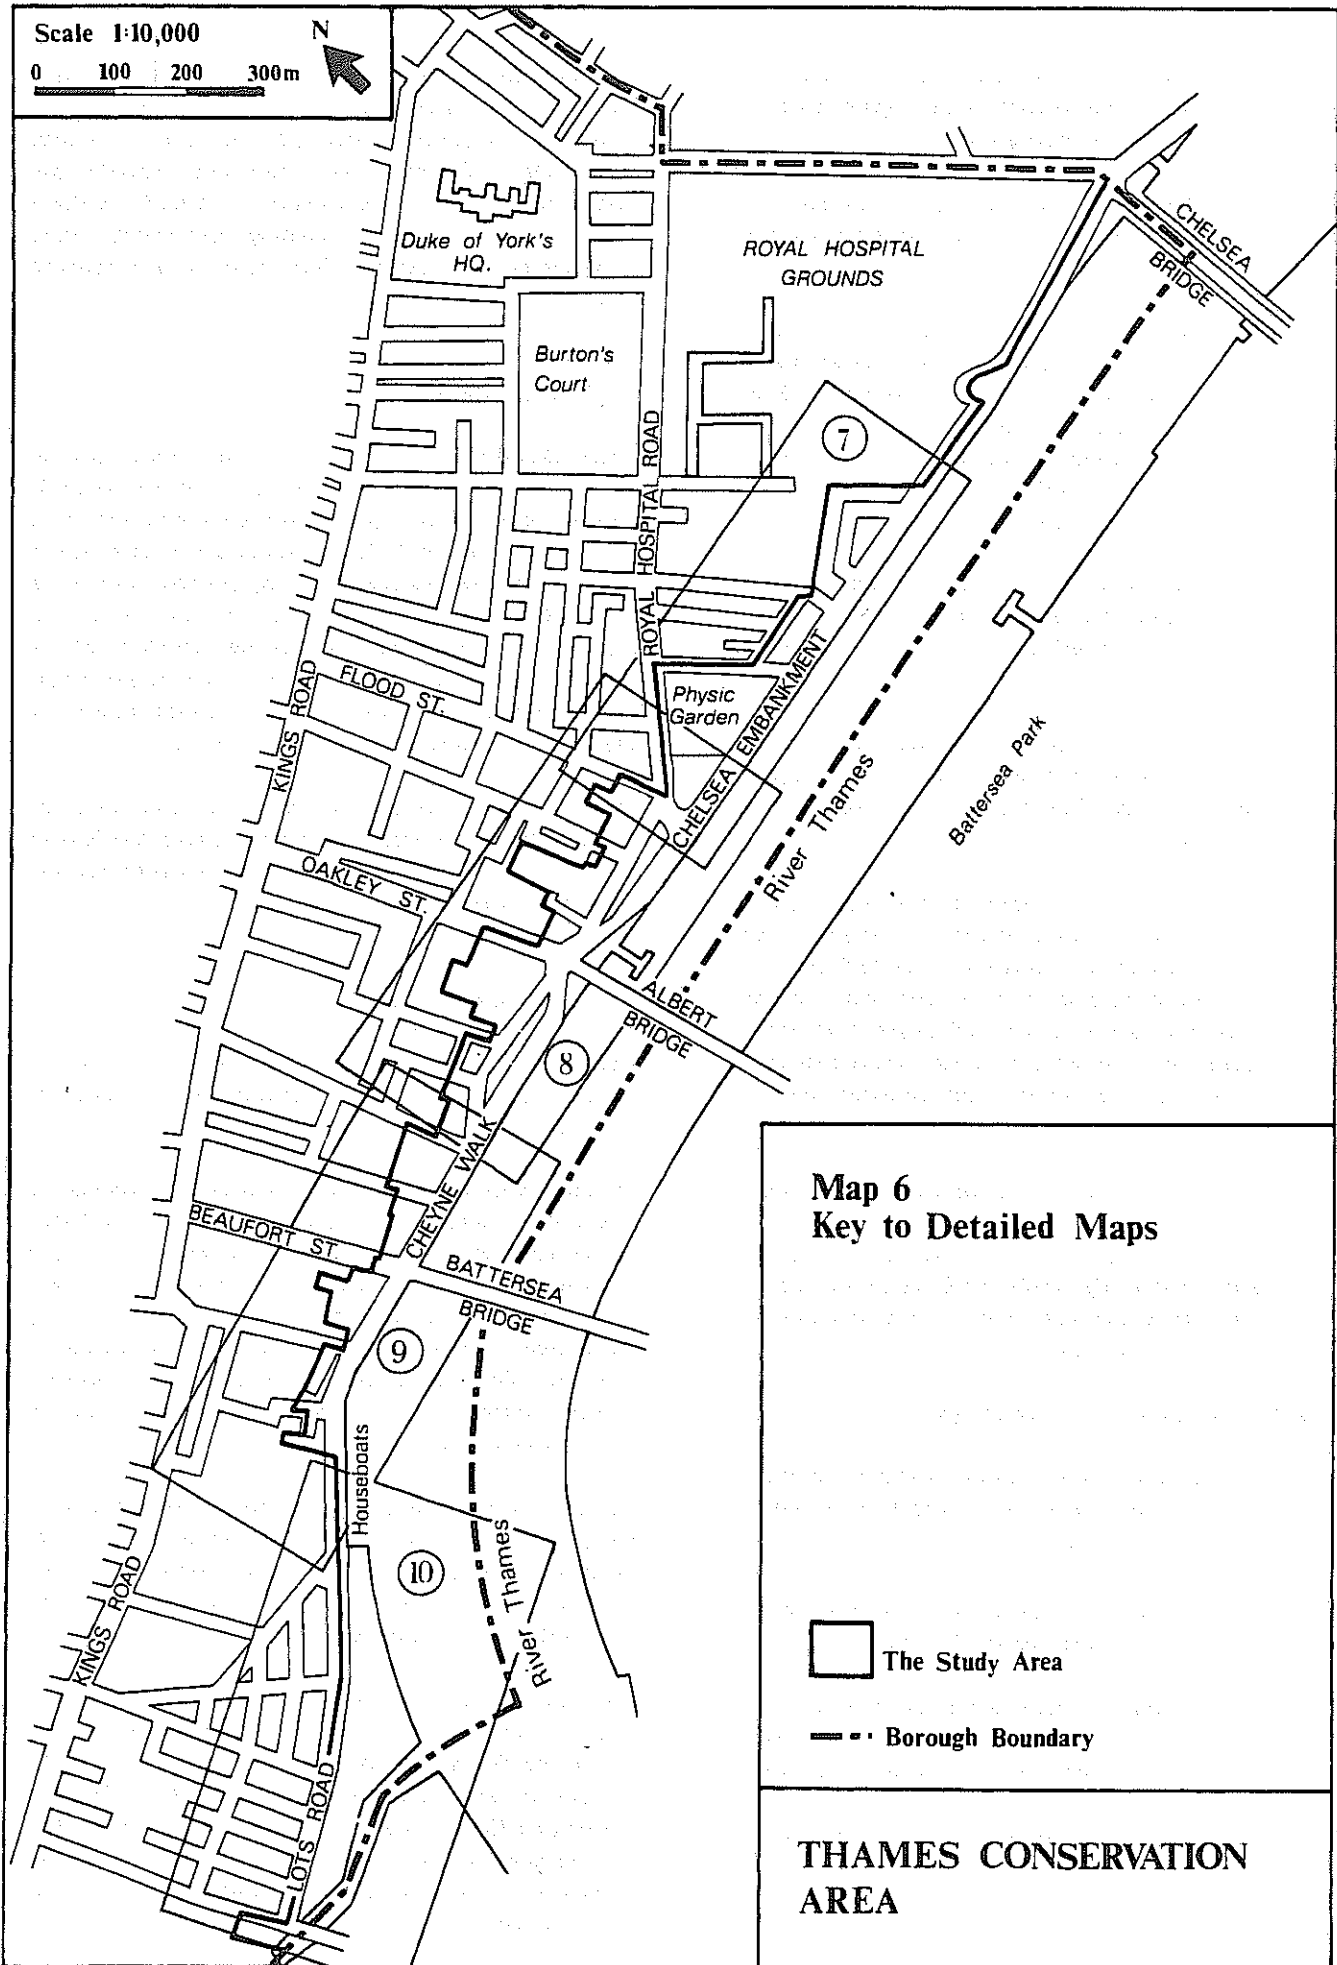 Scale 1:10,000
N
0 100 200 300m
Duke of York's
HQ.
ROYAL HOSPITAL
GROUNDS
CHELSEA
BRIDGE
Burton's
Court
ROYAL HOSPITAL ROAD
7
KINGS ROAD
FLOOD ST.
Physic
Garden
CHELSEA EMBANKMENT
River Thames
Battersea Park
OAKLEY ST.
ALBERT
BRIDGE
8
CHEYNE WALK
BEAUFORT ST.
BATTERSEA
BRIDGE
9
Houseboats
10
River Thames
KINGS ROAD
LOTS ROAD
Map 6
Key to Detailed Maps
The Study Area
Borough Boundary
THAMES CONSERVATION
AREA